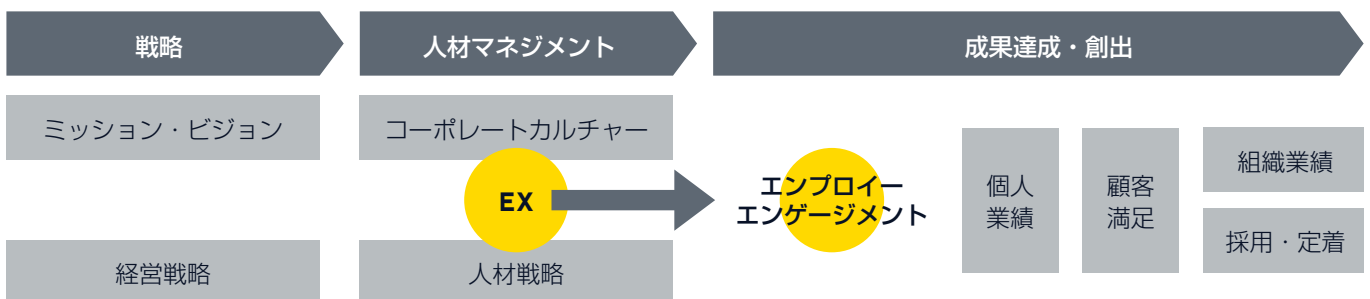 戦略
人材マネジメント
成果達成・創出
ミッション・ビジョン
コーポレートカルチャー
EX
エンプロイー
エンゲージメント
個人
業績
顧客
満足
組織業績
採用・定着
経営戦略
人材戦略